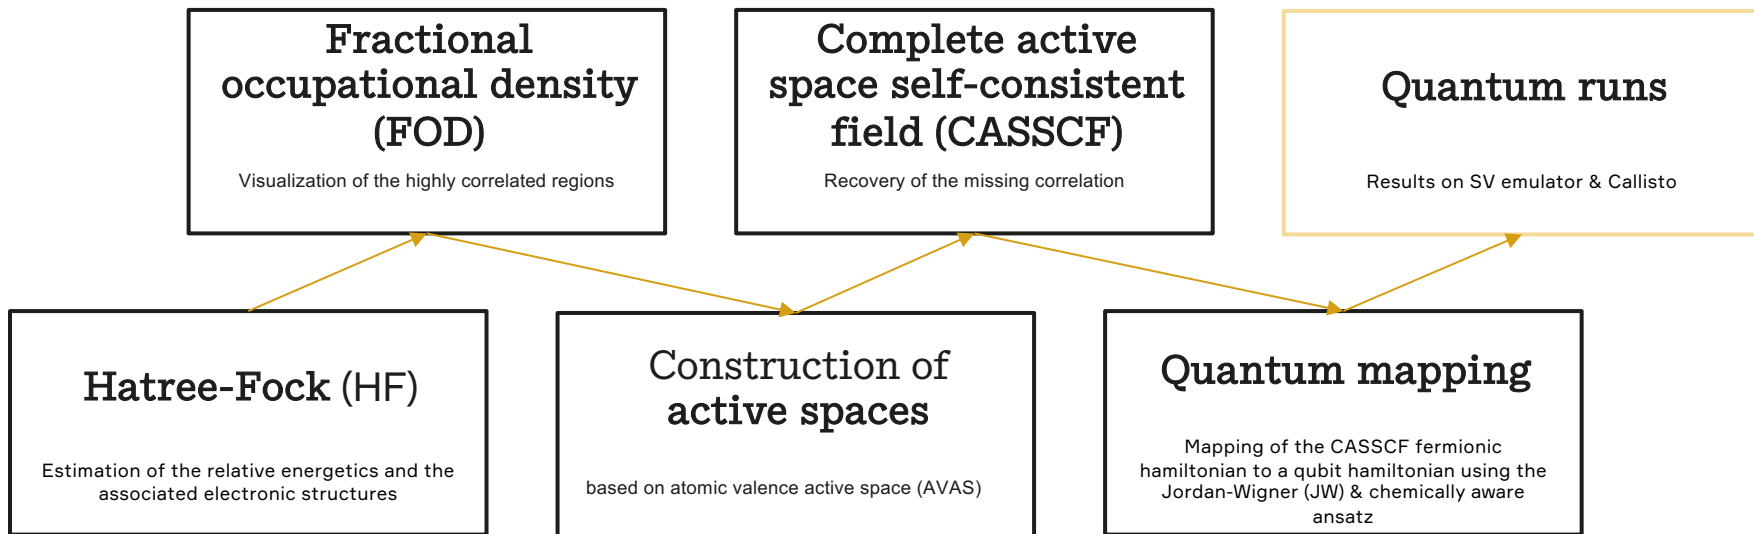 Fractional
occupational density
(FOD)
Visualization of the highly correlated regions
Complete active
space self-consistent
field (CASSCF)
Recovery of the missing correlation
Quantum runs
Results on SV emulator & Callisto
Hatree-Fock (HF)
Estimation of the relative energetics and the
associated electronic structures
Construction of
active spaces
based on atomic valence active space (AVAS)
Quantum mapping
Mapping of the CASSCF fermionic
hamiltonian to a qubit hamiltonian using the
Jordan-Wigner (JW) & chemically aware
ansatz